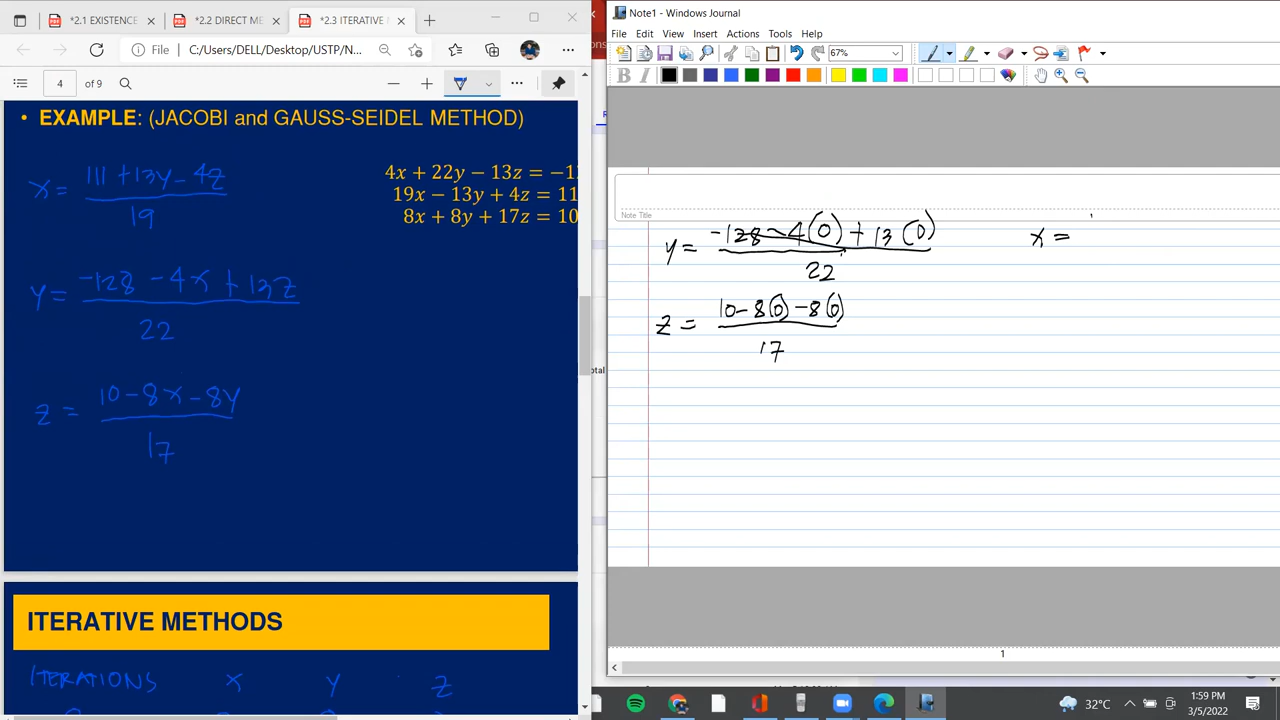 *2.1 EXISTENCE
*2.2 DIRECT ME
*2.3 ITERATIVE
File C:/Users/DELL/Desktop/USTP/N...
4 of 9
• EXAMPLE: (JACOBI and GAUSS-SEIDEL METHOD)
x = 111 + 13y - 4z
19
4x + 22y − 13z = −1
19x − 13y + 4z = 11
8x + 8y + 17z = 10
y = -128 - 4x + 13z
22
z = 10 - 8x - 8y
17
ITERATIVE METHODS
ITERATIONS x y z
Note1 - Windows Journal
File Edit View Insert Actions Tools Help
67%
B I
Note Title
y = -128 - 4(0) + 13(0)
22
x =
z = 10 - 8(0) - 8(0)
17
otal
1
32°C
1:59 PM
3/5/2022